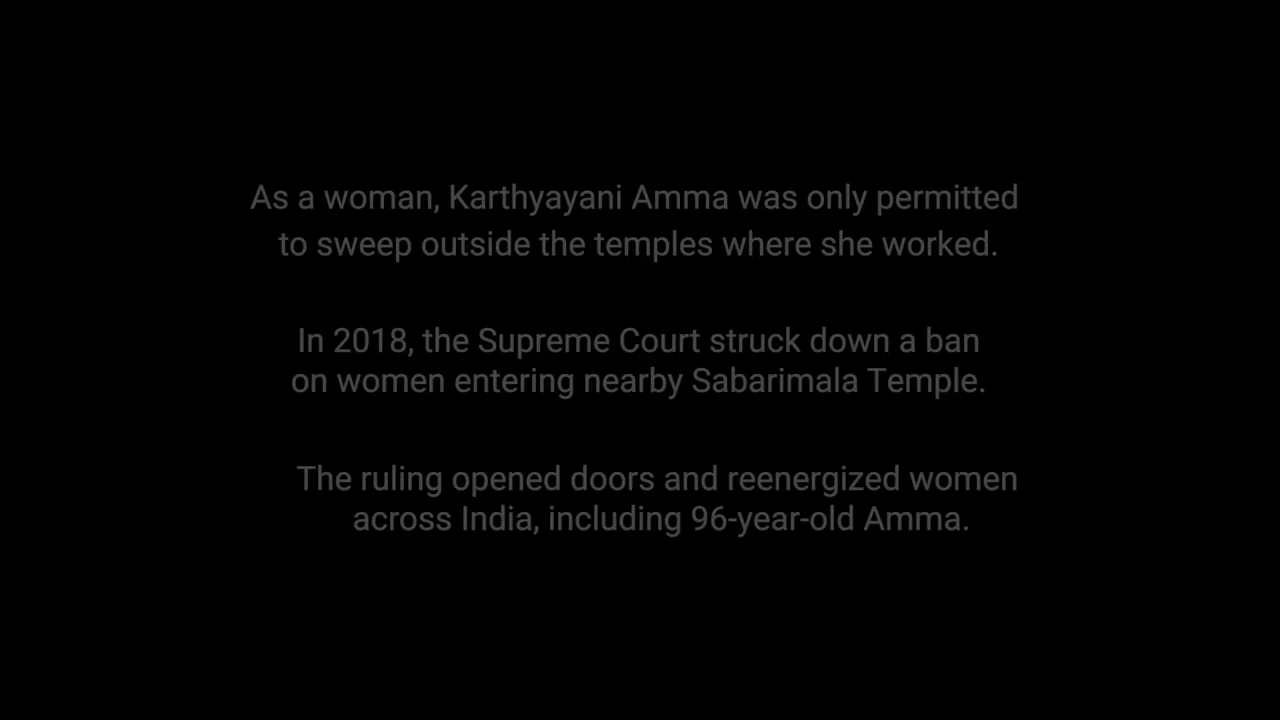 As a woman, Karthyayani Amma was only permitted
to sweep outside the temples where she worked.
In 2018, the Supreme Court struck down a ban
on women entering nearby Sabarimala Temple.
The ruling opened doors and reenergized women
across India, including 96-year-old Amma.